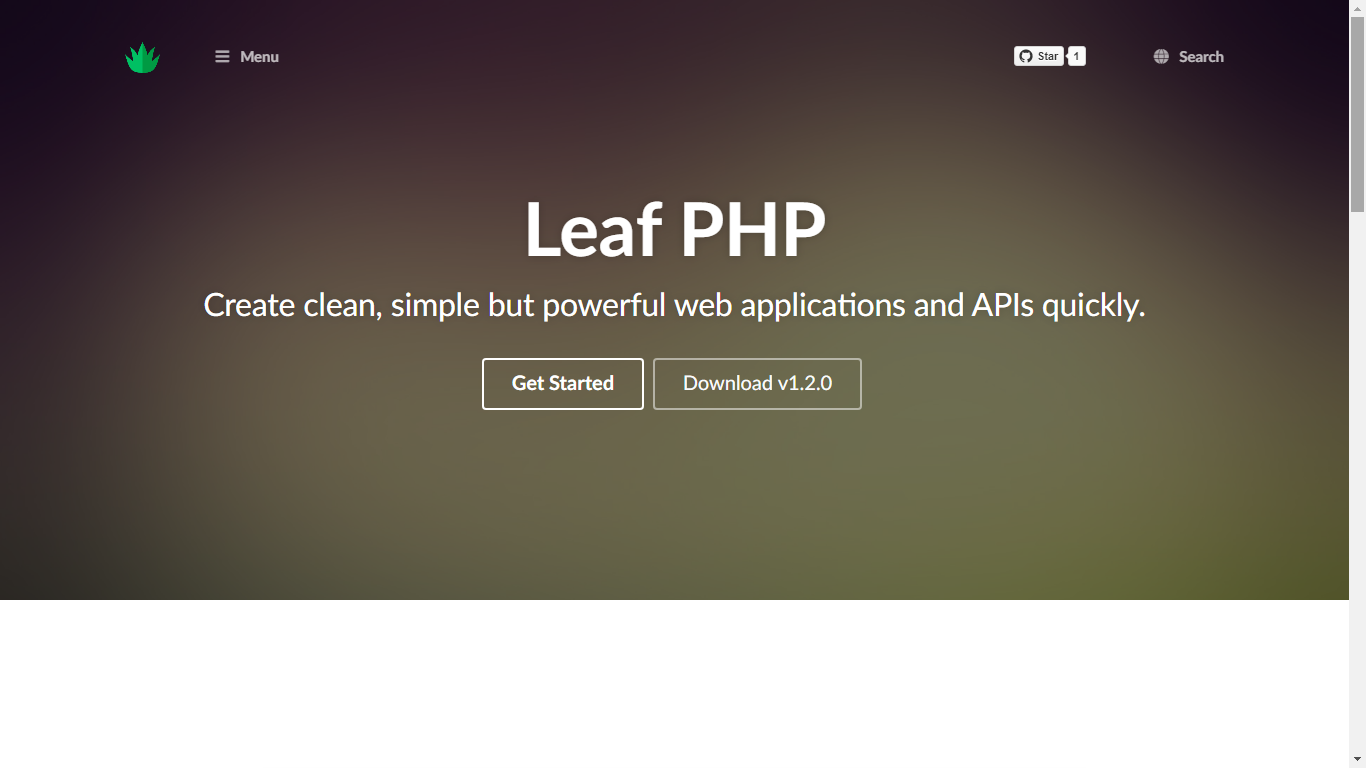 Menu
Star 1
Search
Leaf PHP
Create clean, simple but powerful web applications and APIs quickly.
Get Started
Download v1.2.0